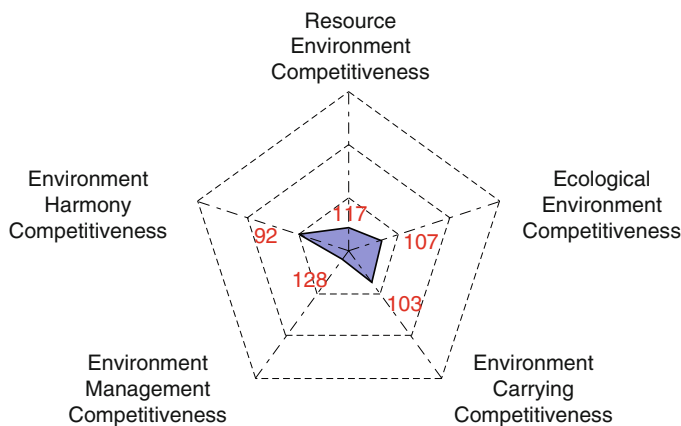 Resource
Environment
Competitiveness
Environment
Harmony
Competitiveness
Ecological
Environment
Competitiveness
117
92
107
128
103
Environment
Management
Competitiveness
Environment
Carrying
Competitiveness